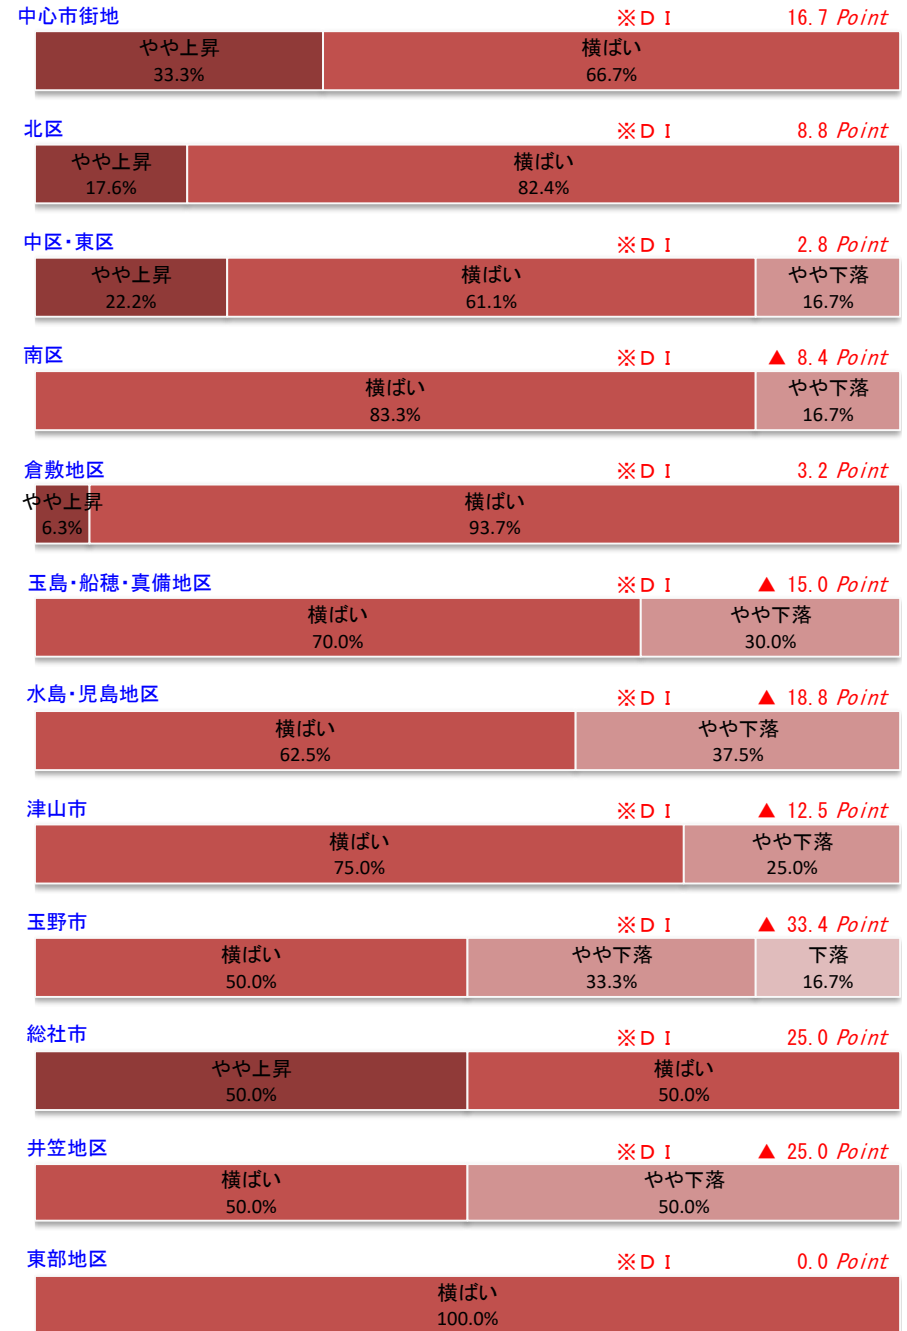 中心市街地 ※ＤＩ 16.7 Point
やや上昇 横ばい
33.3% 66.7%
北区 ※ＤＩ 8.8 Point
やや上昇 横ばい
17.6% 82.4%
中区・東区 ※ＤＩ 2.8 Point
やや上昇 横ばい やや下落
22.2% 61.1% 16.7%
南区 ※ＤＩ ▲ 8.4 Point
横ばい やや下落
83.3% 16.7%
倉敷地区 ※ＤＩ 3.2 Point
やや上昇 横ばい
6.3% 93.7%
玉島・船穂・真備地区 ※ＤＩ ▲ 15.0 Point
横ばい やや下落
70.0% 30.0%
水島・児島地区 ※ＤＩ ▲ 18.8 Point
横ばい やや下落
62.5% 37.5%
津山市 ※ＤＩ ▲ 12.5 Point
横ばい やや下落
75.0% 25.0%
玉野市 ※ＤＩ ▲ 33.4 Point
横ばい やや下落 下落
50.0% 33.3% 16.7%
総社市 ※ＤＩ 25.0 Point
やや上昇 横ばい
50.0% 50.0%
井笠地区 ※ＤＩ ▲ 25.0 Point
横ばい やや下落
50.0% 50.0%
東部地区 ※ＤＩ 0.0 Point
横ばい
100.0%